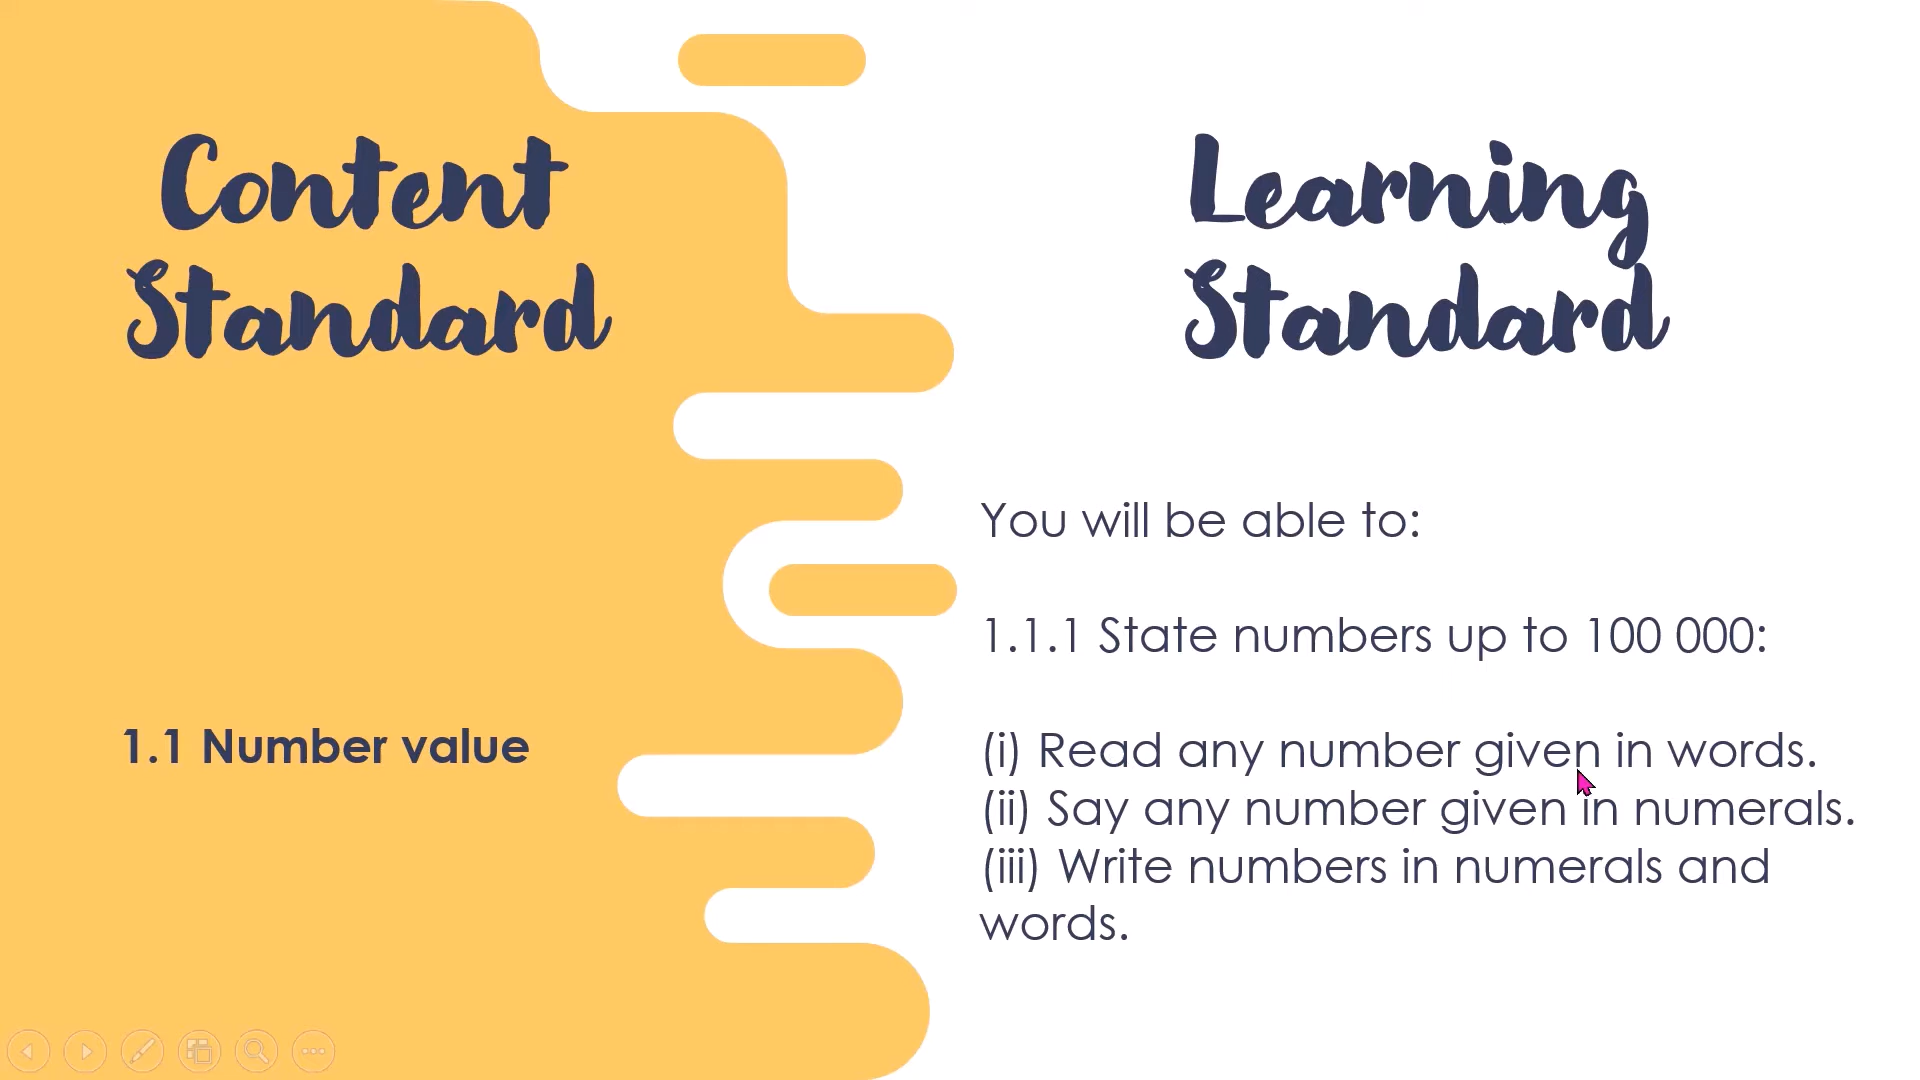 Content
Standard
1.1 Number value
Learning
Standard
You will be able to:
1.1.1 State numbers up to 100 000:
(i) Read any number given in words.
(ii) Say any number given in numerals.
(iii) Write numbers in numerals and
words.